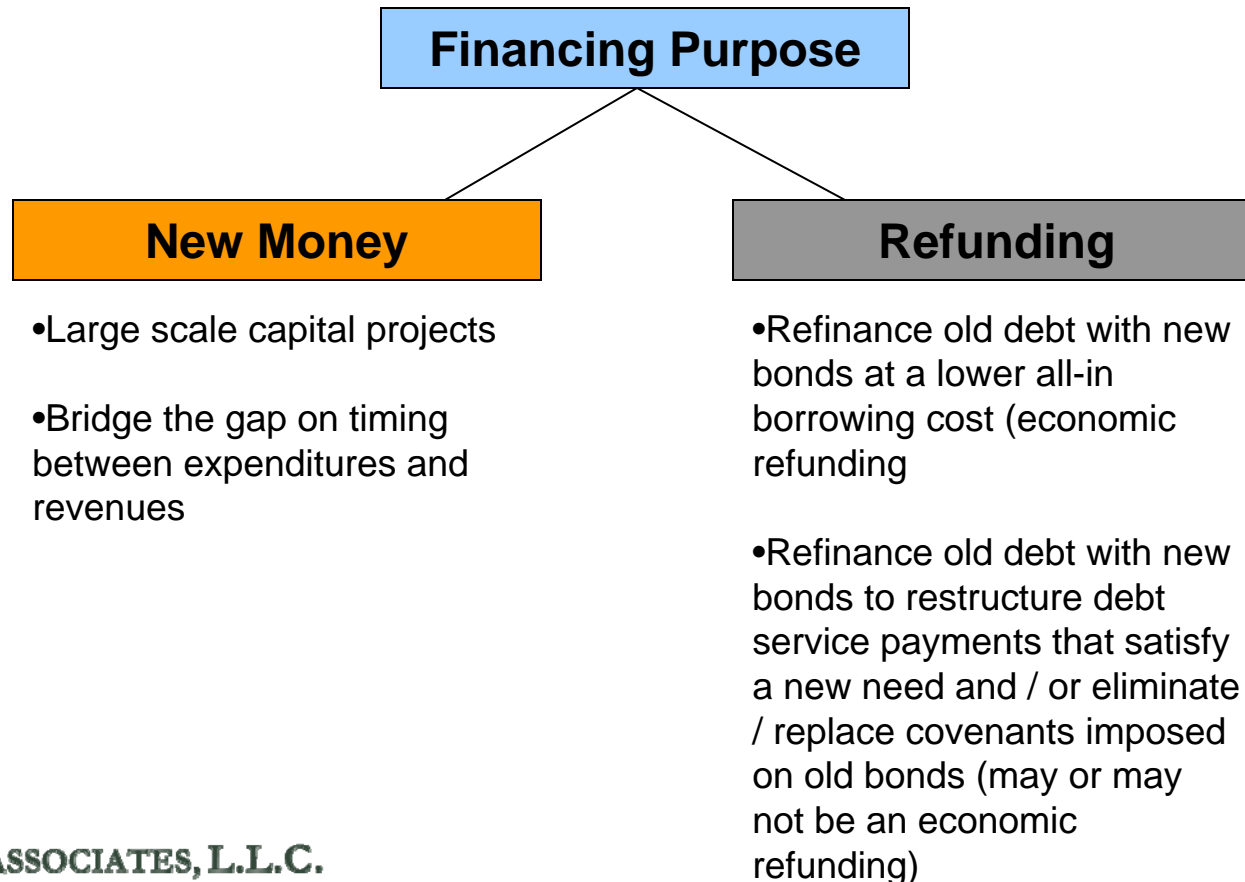 Financing Purpose
New Money
•Large scale capital projects
•Bridge the gap on timing
between expenditures and
revenues
Refunding
•Refinance old debt with new
bonds at a lower all-in
borrowing cost (economic
refunding
•Refinance old debt with new
bonds to restructure debt
service payments that satisfy
a new need and / or eliminate
/ replace covenants imposed
on old bonds (may or may
not be an economic
refunding)
ASSOCIATES, L.L.C.